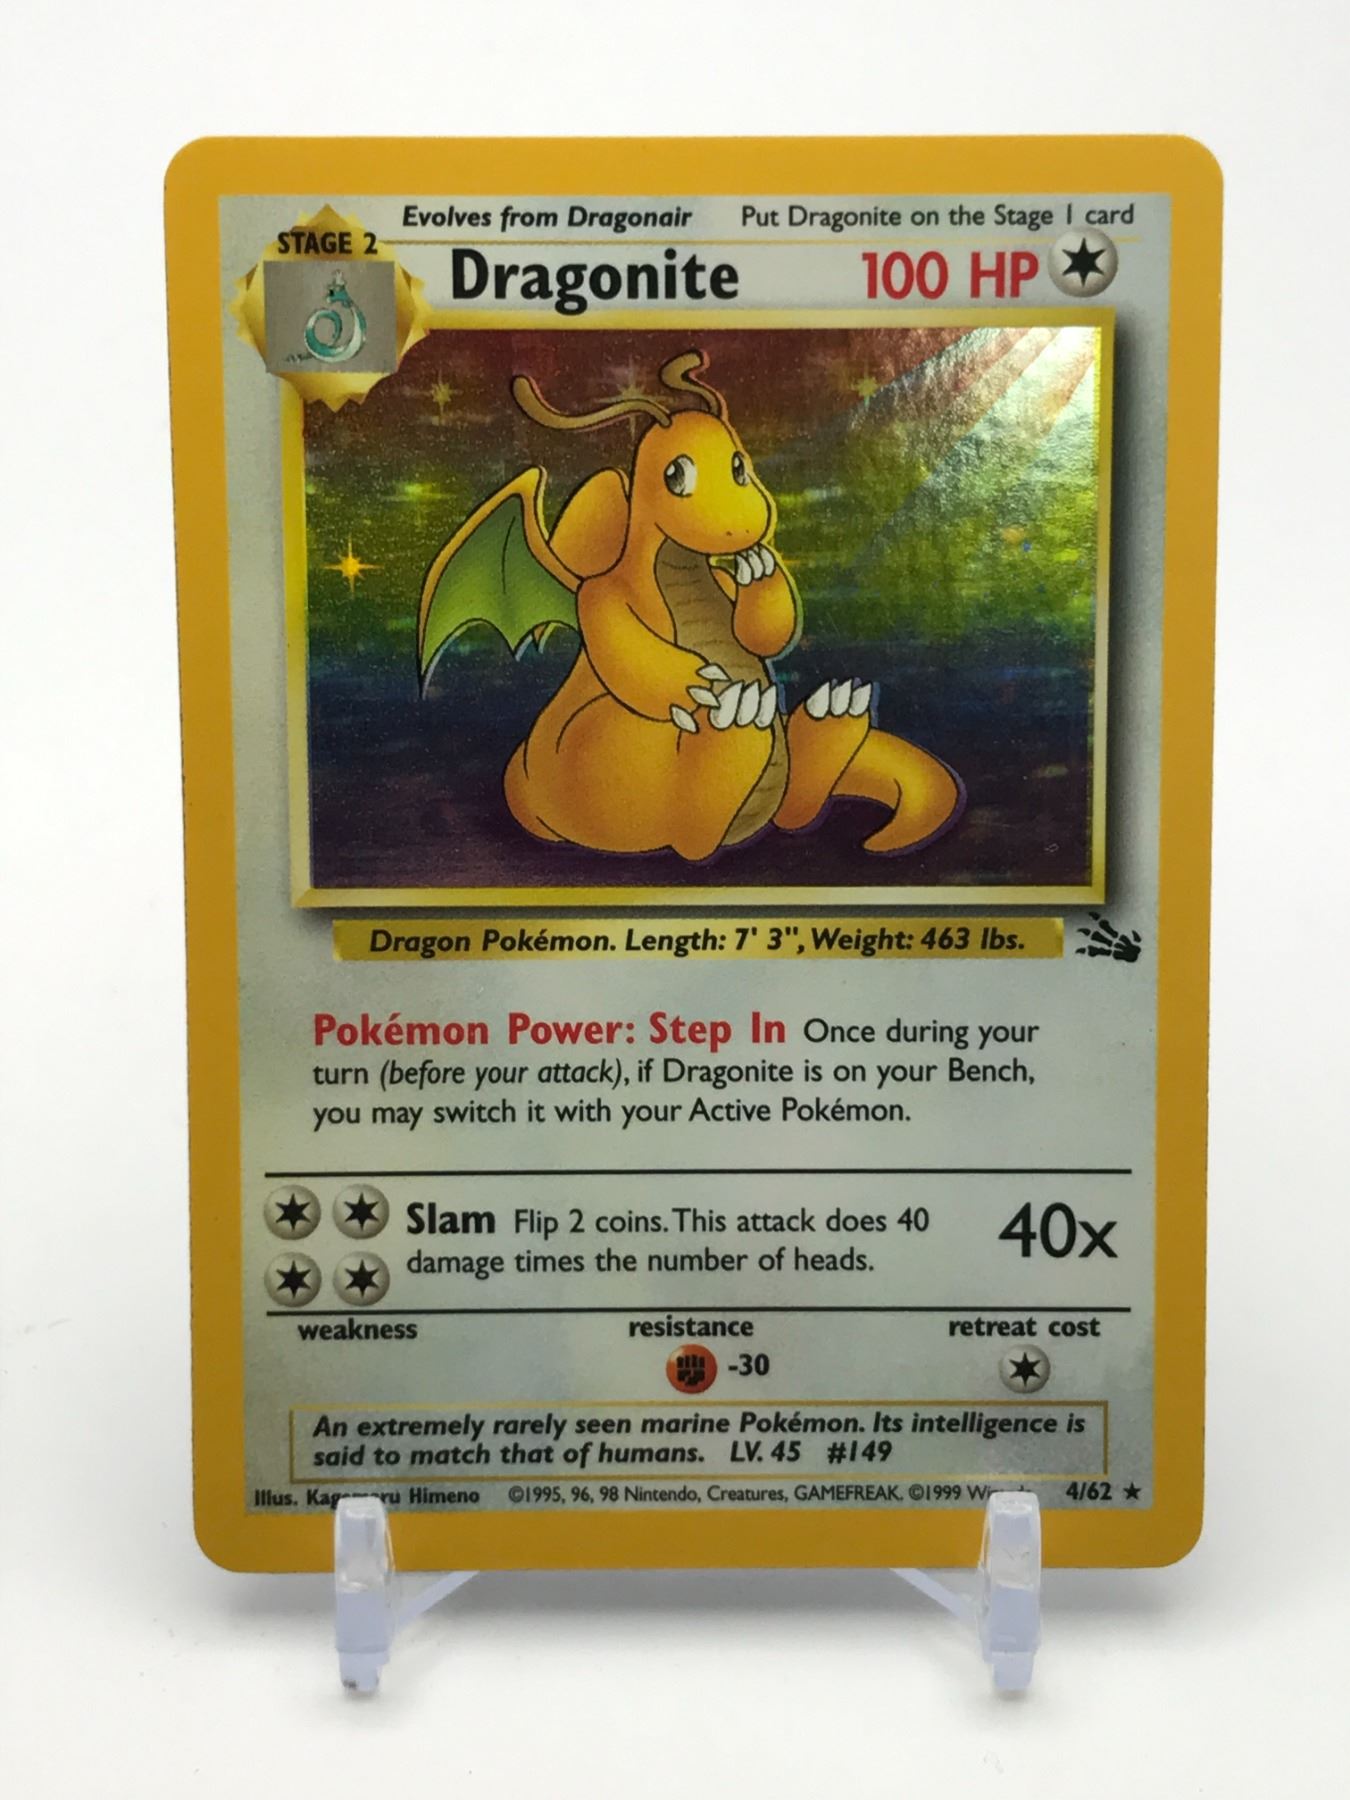 Evolves from Dragonair Put Dragonite on the Stage 1 card
STAGE 2
Dragonite 100 HP
Dragon Pokémon. Length: 7' 3", Weight: 463 lbs.
Pokémon Power: Step In Once during your
turn (before your attack), if Dragonite is on your Bench,
you may switch it with your Active Pokémon.
Slam Flip 2 coins. This attack does 40
damage times the number of heads.
40x
weakness resistance retreat cost
-30
An extremely rarely seen marine Pokémon. Its intelligence is
said to match that of humans. LV. 45 #149
Illus. Himeno ©1995, 96, 98 Nintendo, Creatures, GAMEFREAK. ©1999 4/62 ★